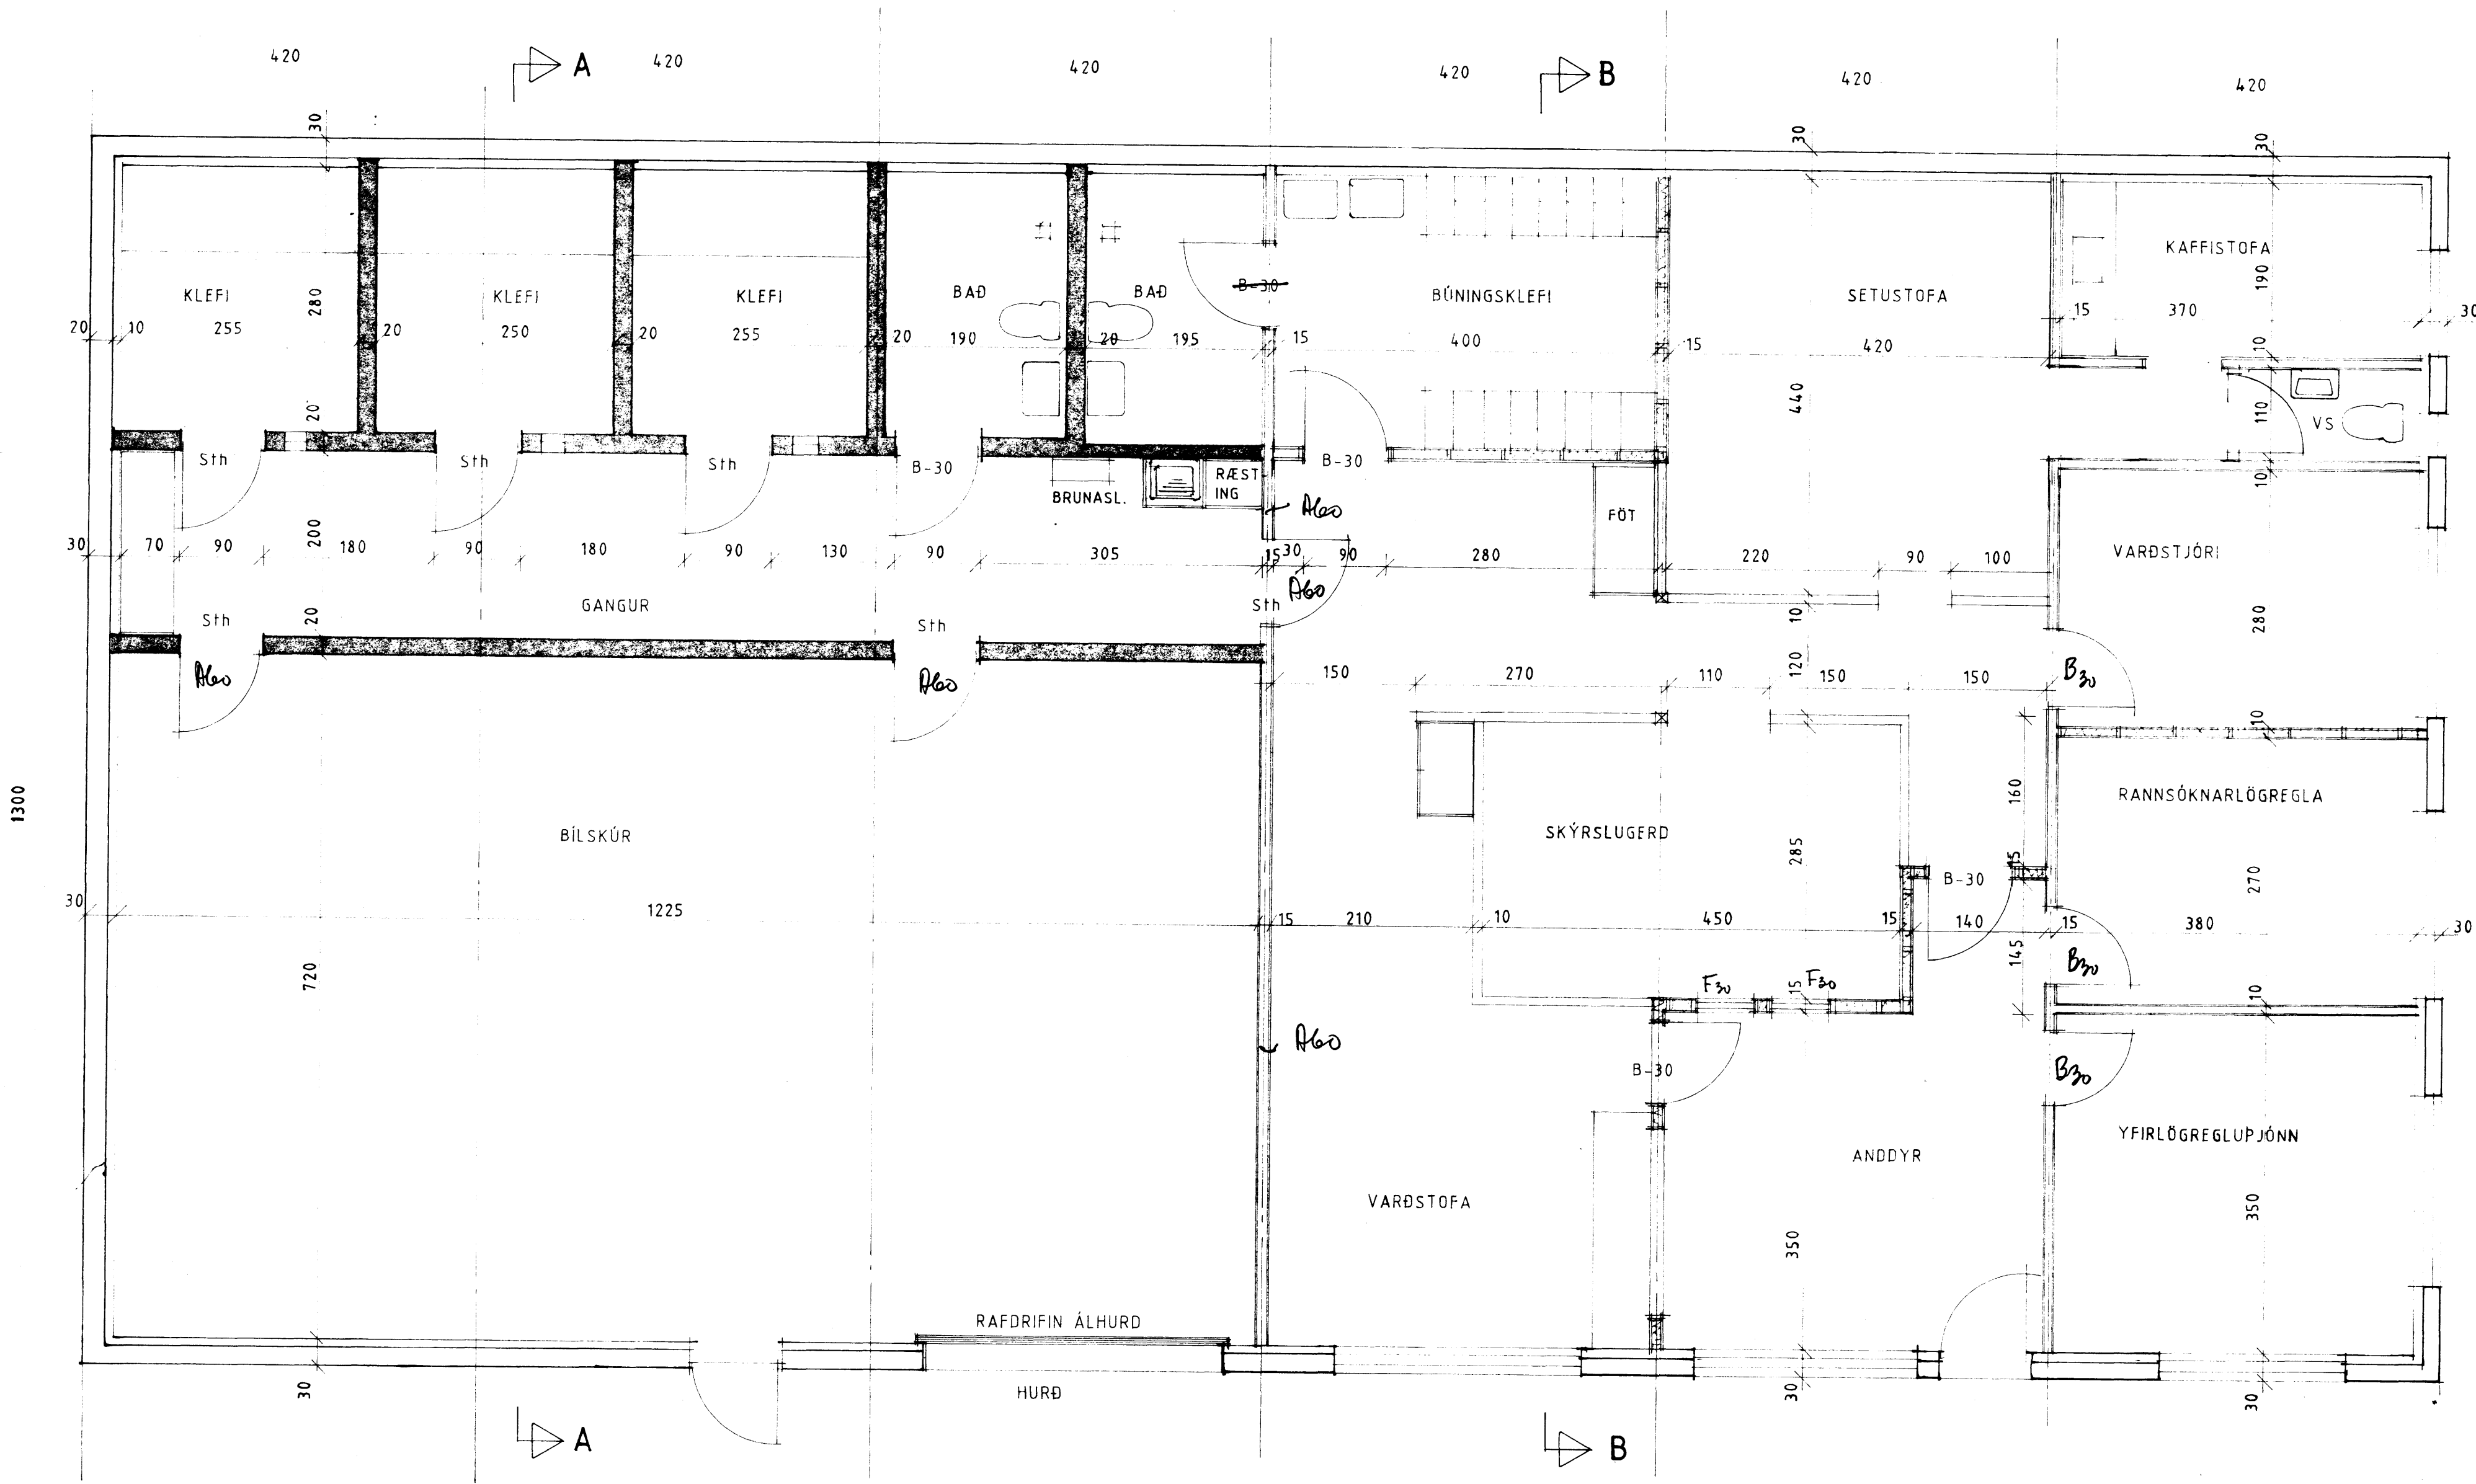 420
A
420
420
420
B
420
420
30
30
30
KLEFI
KLEFI
KLEFI
BAÐ
BAÐ
B-30
BÚNINGSKLEFI
SETUSTOFA
KAFFISTOFA
190
280
20
10
255
20
250
20
255
20
190
20
195
15
400
15
420
15
370
30
10
440
110
VS
20
Sth
Sth
Sth
B-30
BRUNASL.
RÆST
ING
B-30
A60
FÖT
10
VARÐSTJÓRI
30
70
90
200
180
90
180
90
130
90
305
15
30
90
280
220
90
100
A60
GANGUR
Sth
20
Sth
Sth
10
280
A60
A60
150
270
110
120
150
150
B30
10
1300
BÍLSKÚR
SKÝRSLUGERÐ
285
160
RANNSÓKNARLÖGREGLA
15
B-30
270
30
1225
15
210
10
450
15
140
15
380
30
720
145
B30
F30
15
F30
10
A60
B-30
B30
YFIRLÖGREGLUÞJÓNN
ANDDYR
VARÐSTOFA
350
350
RAFDRIFIN ÁLHURÐ
30
HURÐ
30
30
A
B